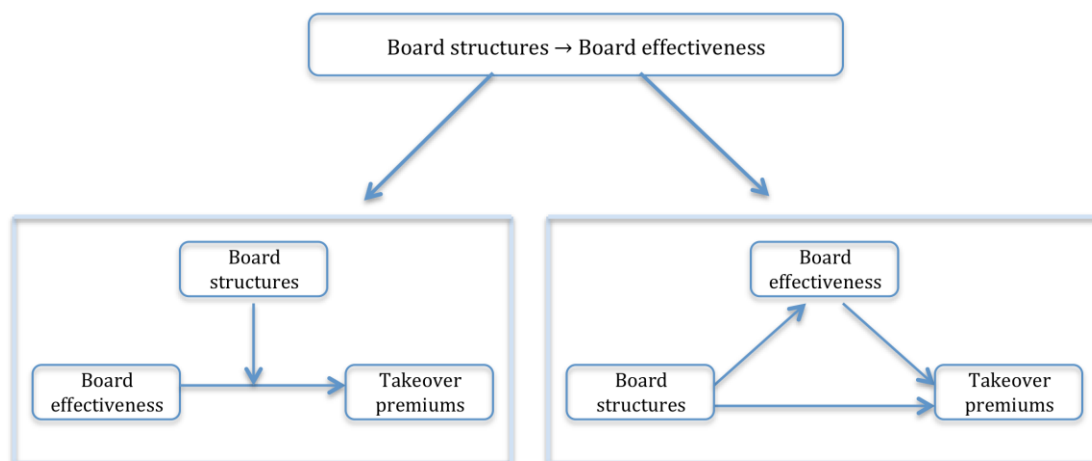 Board structures → Board effectiveness
Board
structures
Board
effectiveness
Takeover
premiums
Board
effectiveness
Board
structures
Takeover
premiums